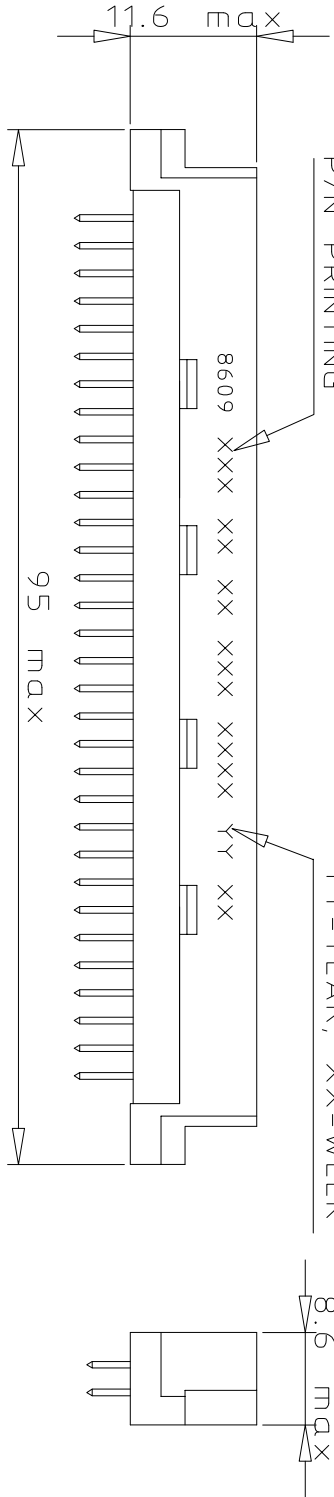 11.6 max
P/N PRINTING
8609 XXX XX XX XXX XXXX YY XX
95 max
YY=YEAR, XX=WEEK
8.6 max